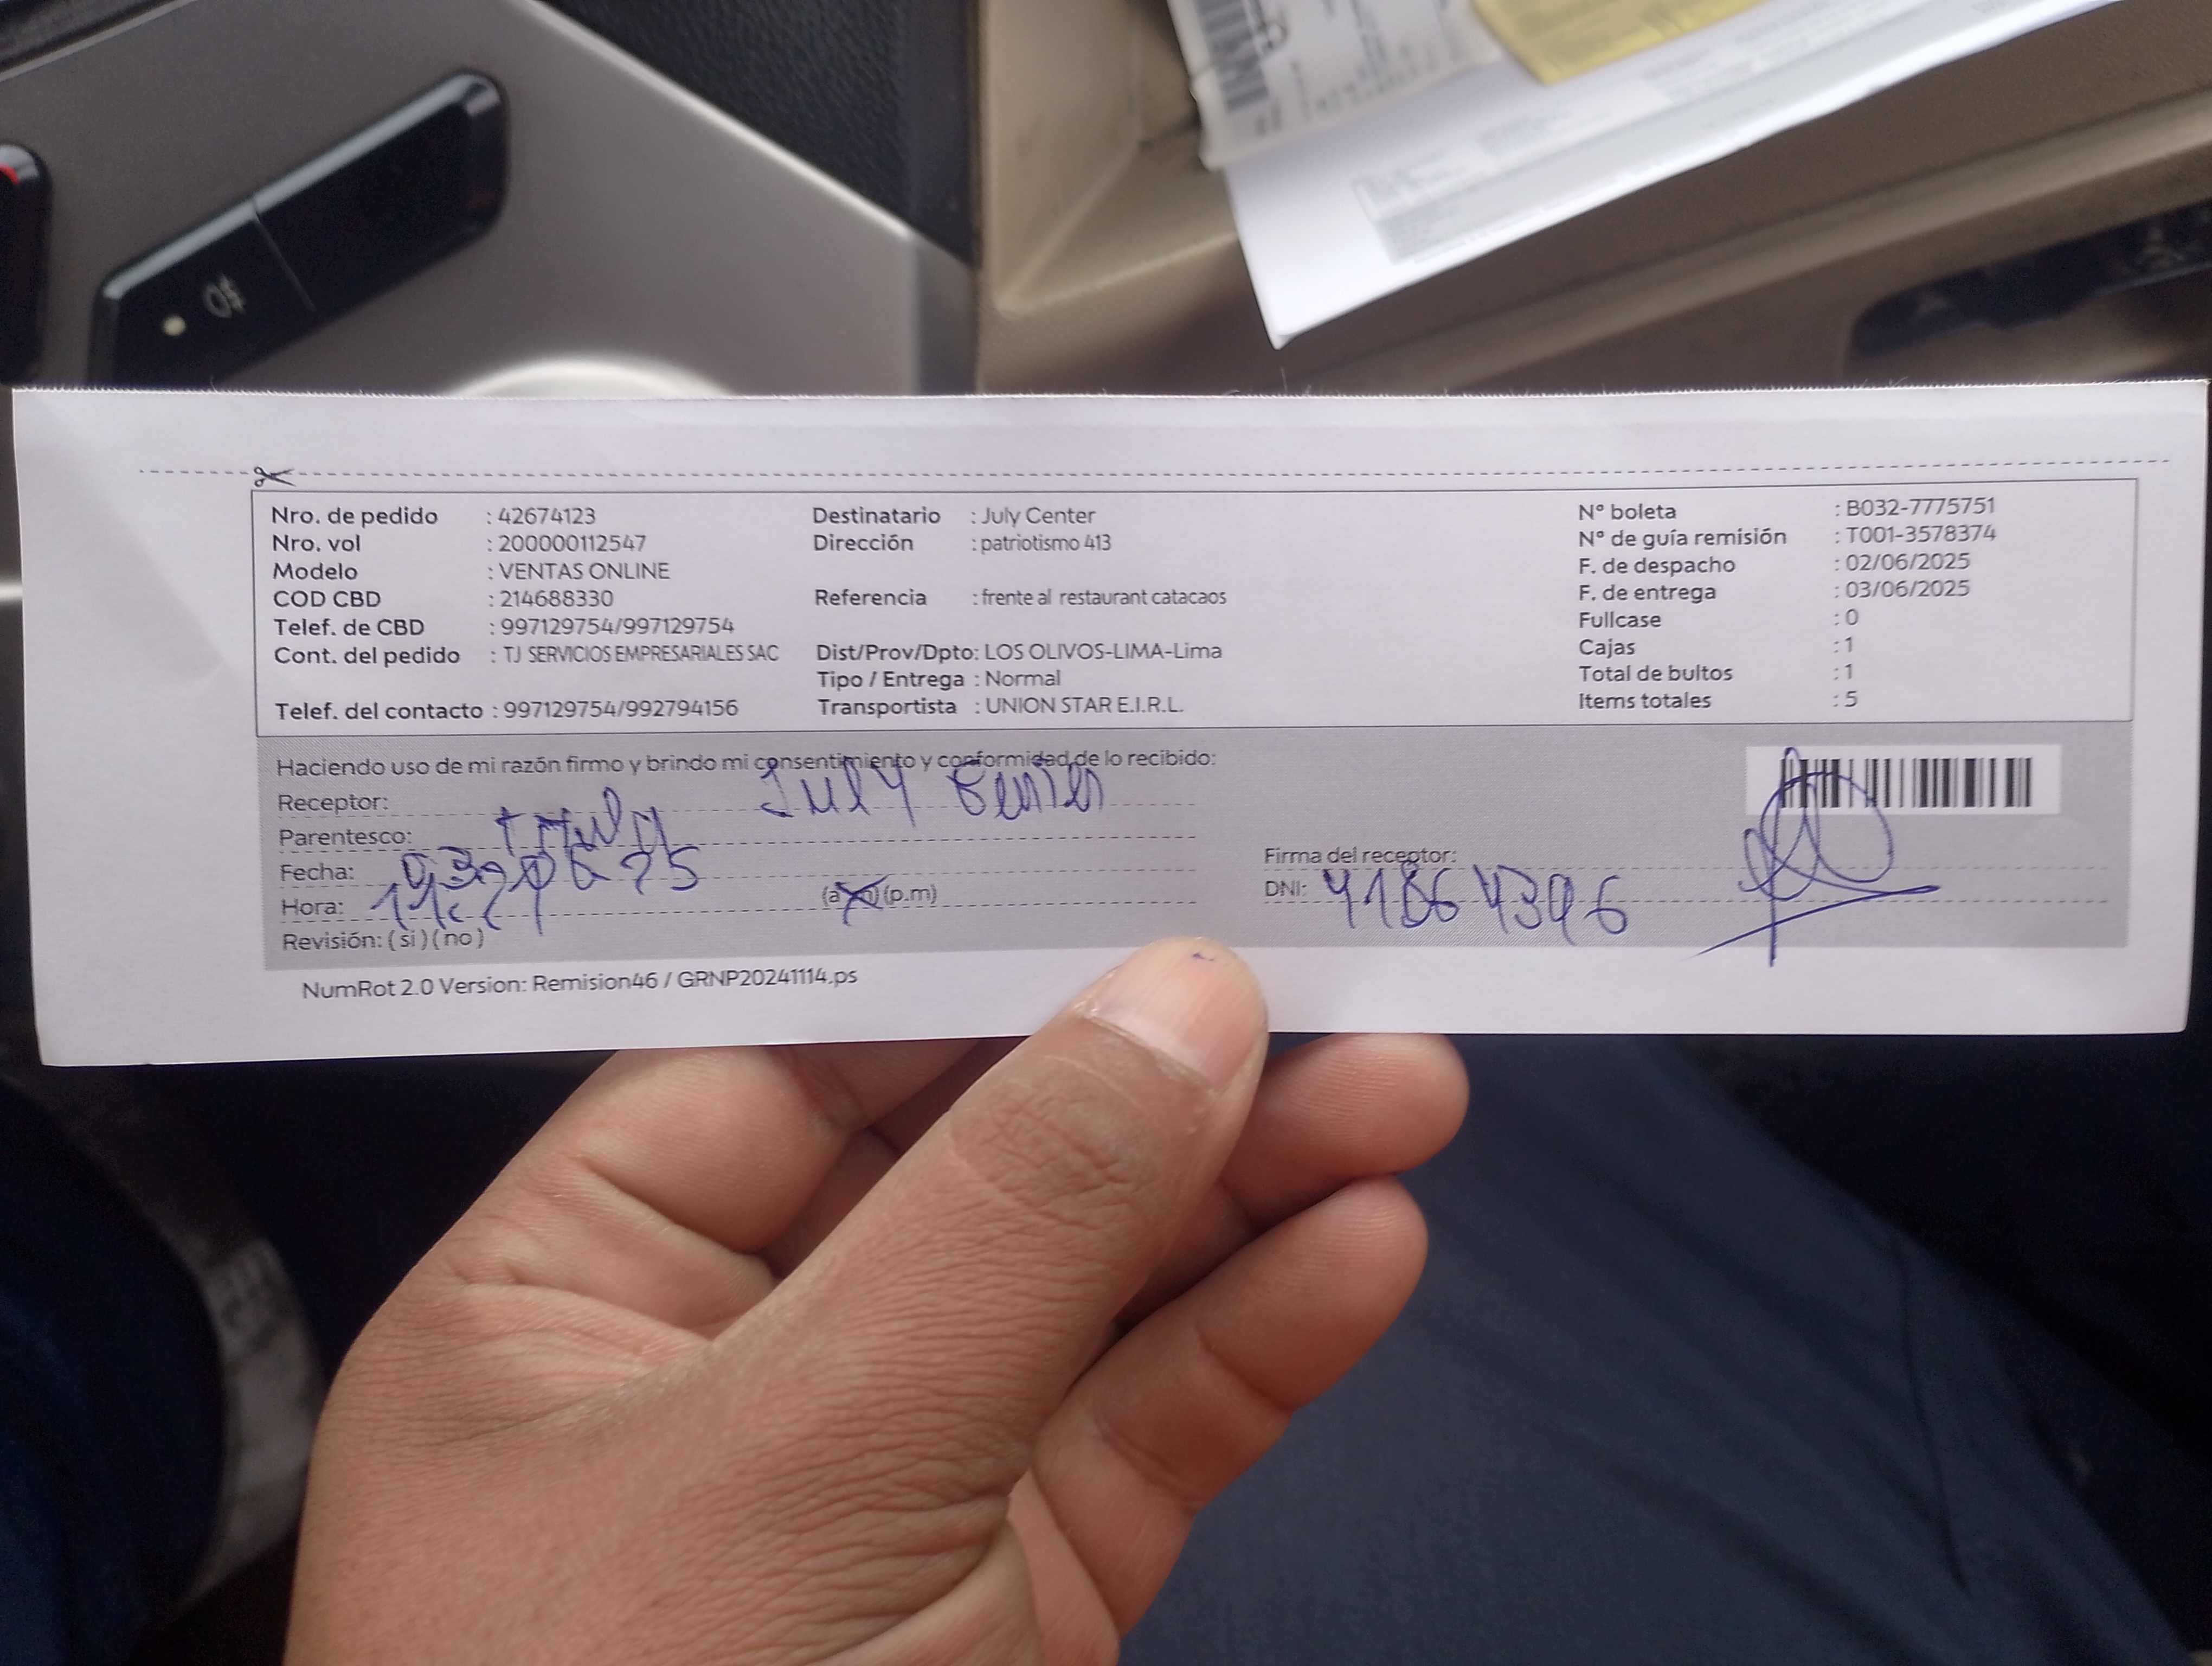 OFF
Nro. de pedido : 42674123
Nro. vol : 200000112547
Modelo : VENTAS ONLINE
COD CBD : 214688330
Telef. de CBD : 997129754/997129754
Cont. del pedido : TJ SERVICIOS EMPRESARIALES SAC
Telef. del contacto : 997129754/992794156
Destinatario : July Center
Dirección : patriotismo 413
Referencia : frente al restaurant catacaos
Dist/Prov/Dpto: LOS OLIVOS-LIMA-Lima
Tipo / Entrega : Normal
Transportista : UNION STAR E.I.R.L.
N° boleta : B032-7775751
N° de guía remisión : T001-3578374
F. de despacho : 02/06/2025
F. de entrega : 03/06/2025
Fullcase : 0
Cajas : 1
Total de bultos : 1
Items totales : 5
Haciendo uso de mi razón firmo y brindo mi consentimiento y conformidad de lo recibido:
Receptor: July Center
Parentesco:
Fecha:
Hora: (a.m)(p.m)
Revisión: (si) (no)
Firma del receptor:
DNI:
NumRot 2.0 Version: Remision46 / GRNP20241114.ps